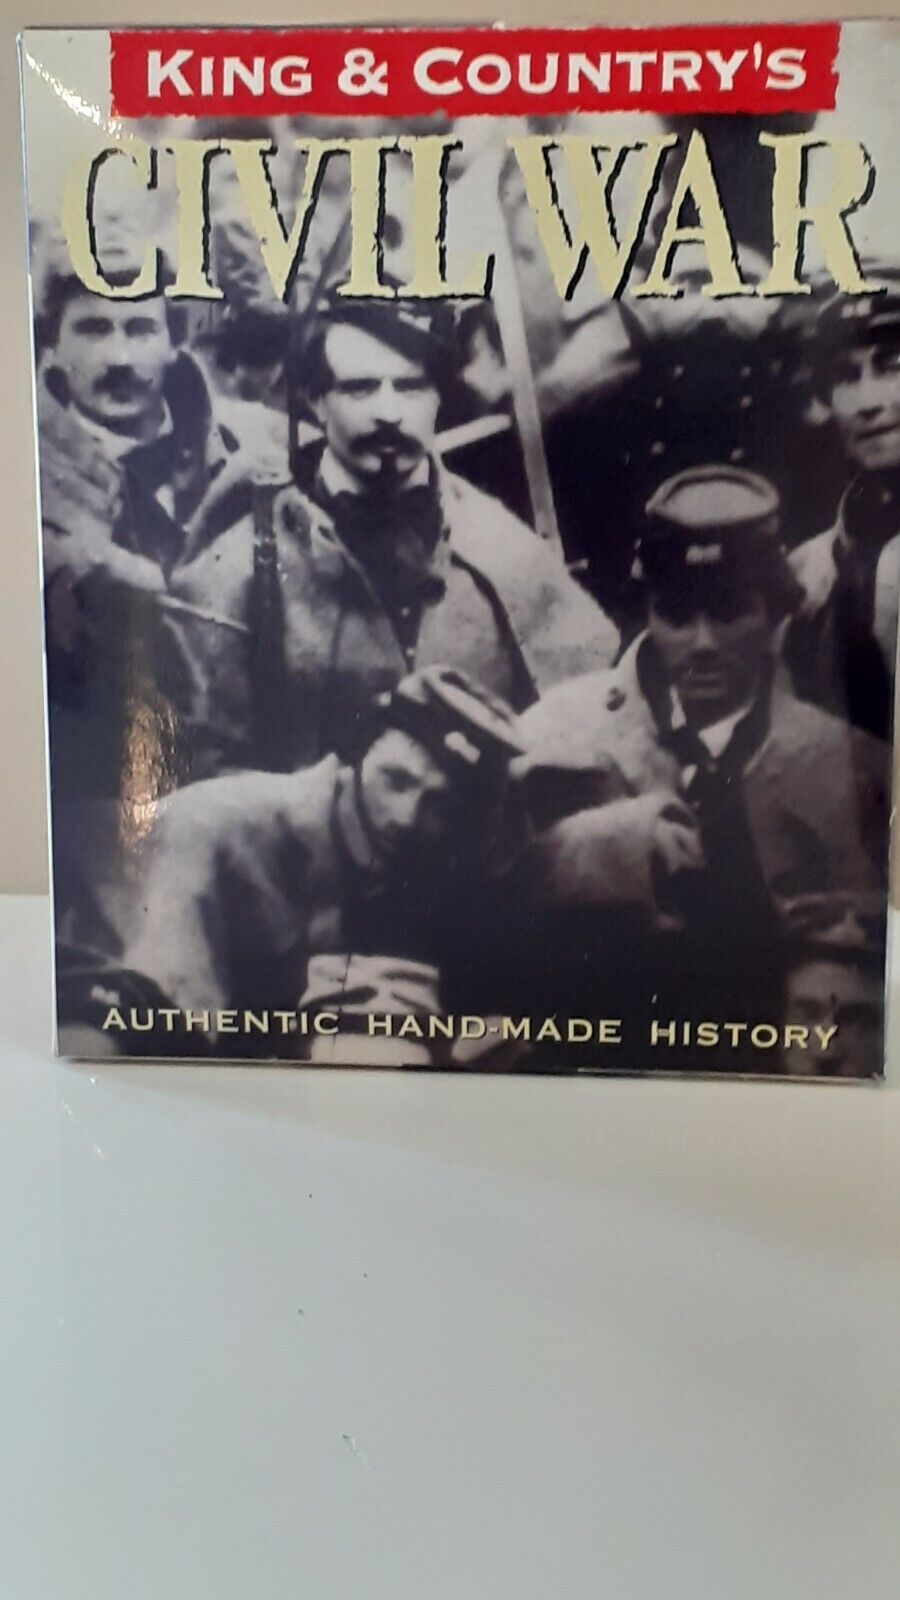 KING & COUNTRY'S
CIVIL WAR
AUTHENTIC HAND-MADE HISTORY